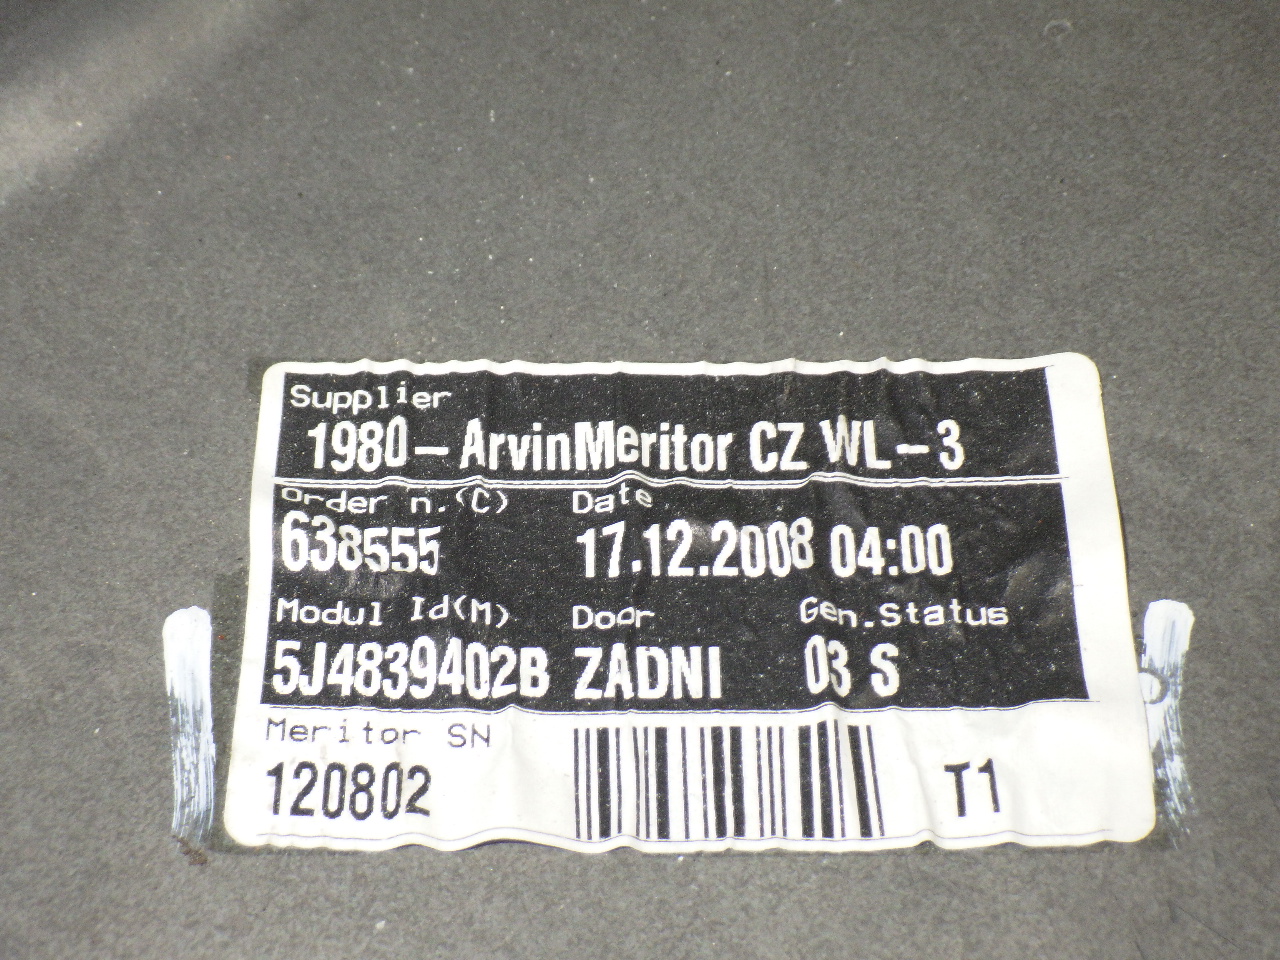 Supplier
1980-ArvinMeritor CZ WL-3
Order n.(C) Date
638555 17.12.2008 04:00
Modul Id(M) Door Gen.Status
5J4839402B ZADNI 03 S
Meritor SN
120802 T1